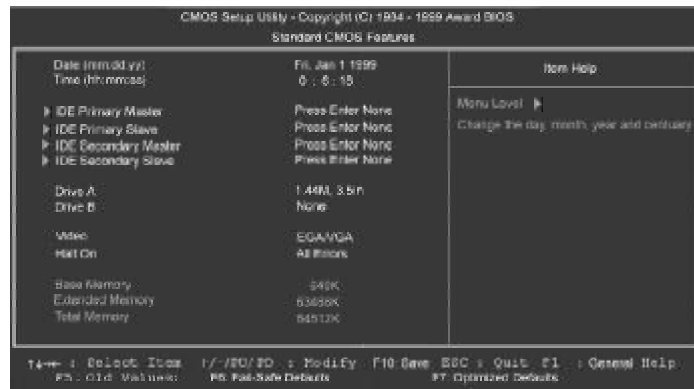 CMOS Setup Utility - Copyright (C) 1984 - 1999 Award BIOS
Standard CMOS Features
Date (mm:dd:yy) Fri, Jan 1 1999
Time (hh:mm:ss)
Item Help
IDE Primary Master Press Enter None
IDE Primary Slave Press Enter None
IDE Secondary Master Press Enter None
IDE Secondary Slave Press Enter None
Menu Level
Change the day, month, year and century
Drive A 1.44M, 3.5in
Drive B None
Video EGA/VGA
Halt On All Errors
Base Memory 640K
Extended Memory
Total Memory 64512K
: Select Item +/-/PU/PD : Modify F10:Save ESC : Quit F1 : General Help
F5: Old Values F6: Fail-Safe Defaults F7: Optimized Defaults